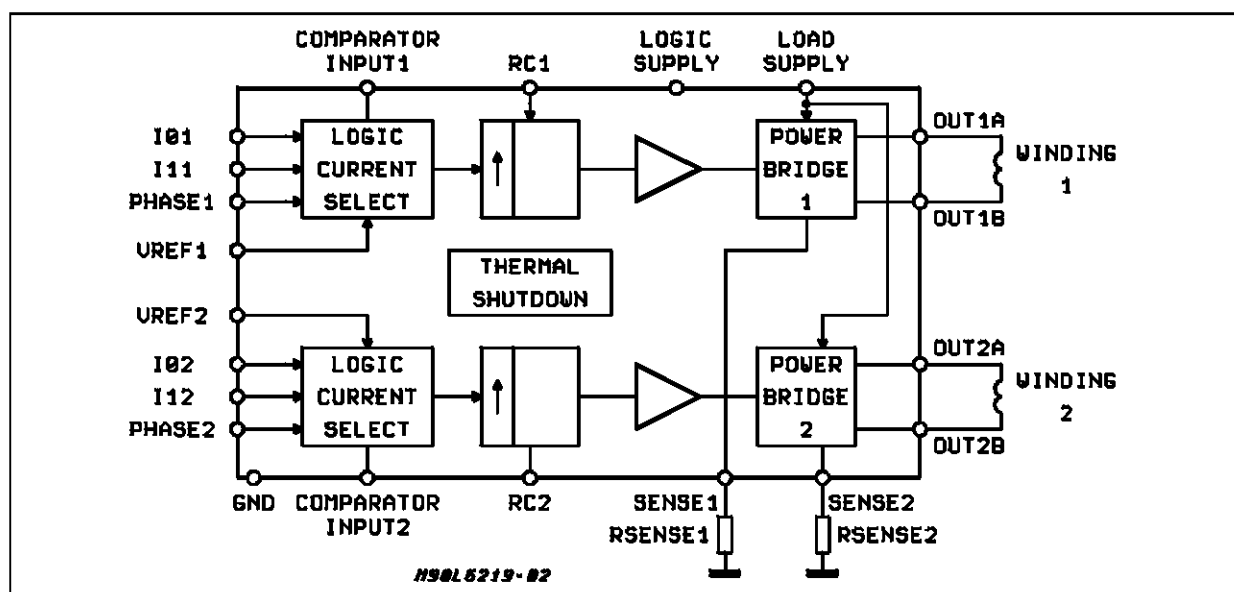 COMPARATOR
INPUT1
RC1
LOGIC
SUPPLY
LOAD
SUPPLY
I01
I11
PHASE1
VREF1
LOGIC
CURRENT
SELECT
POWER
BRIDGE
1
OUT1A
OUT1B
WINDING
1
THERMAL
SHUTDOWN
VREF2
I02
I12
PHASE2
LOGIC
CURRENT
SELECT
POWER
BRIDGE
2
OUT2A
OUT2B
WINDING
2
GND
COMPARATOR
INPUT2
RC2
SENSE1
RSENSE1
SENSE2
RSENSE2
M90L6219-02